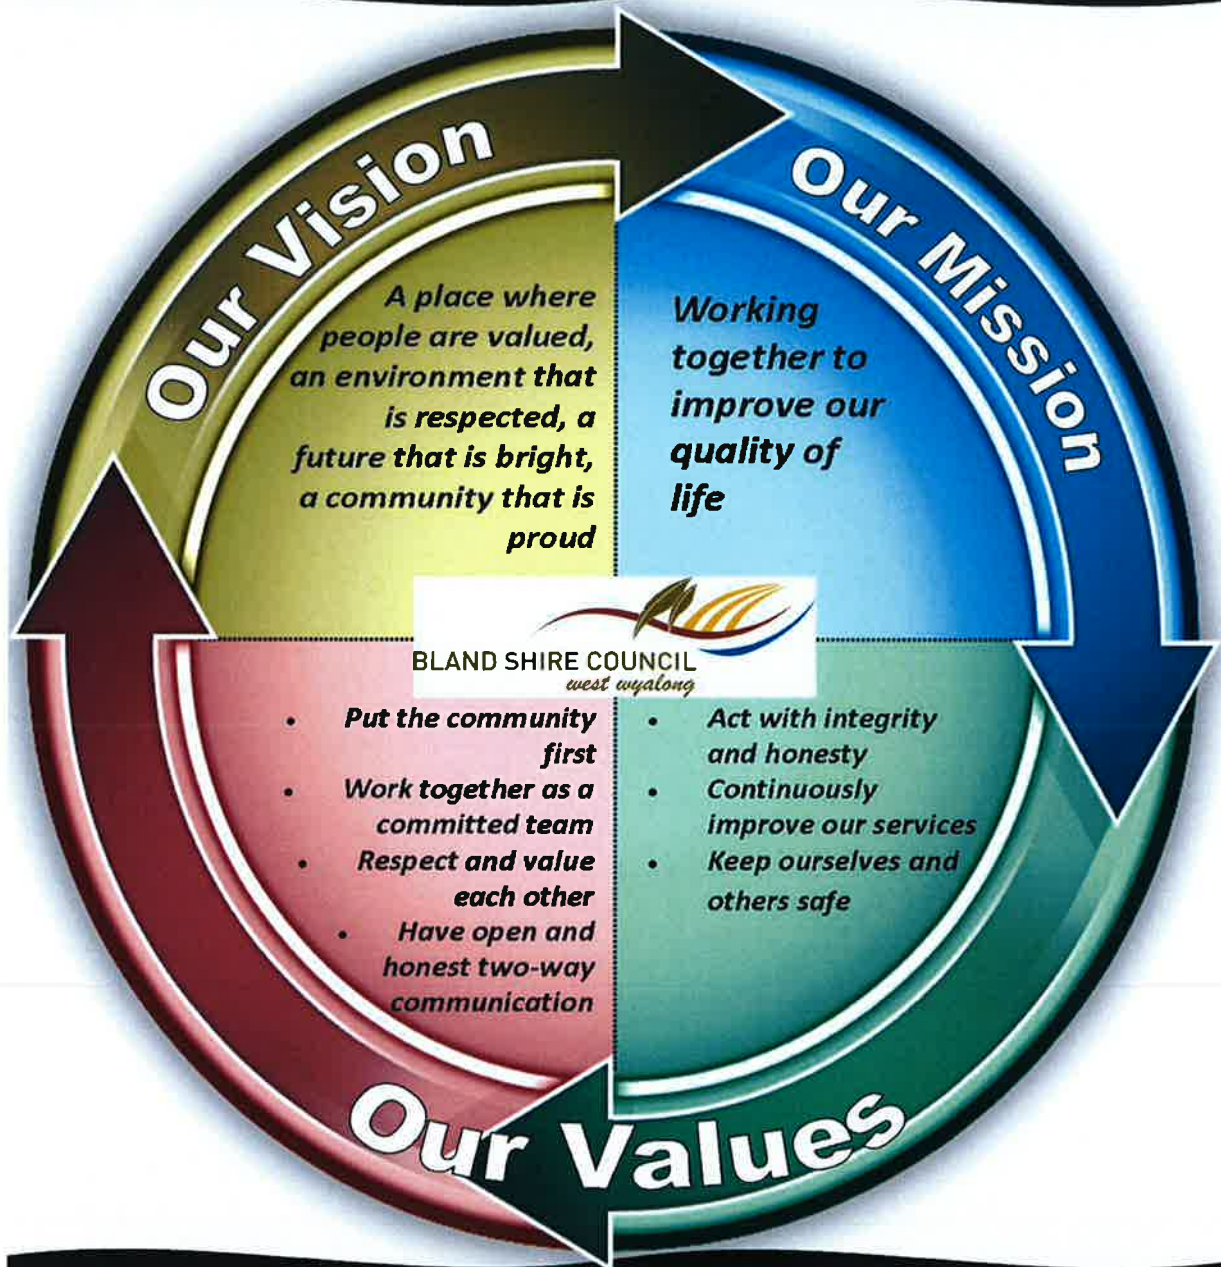 Our Vision
A place where
people are valued,
an environment that
is respected, a
future that is bright,
a community that is
proud
Our Mission
Working
together to
improve our
quality of
life
BLAND SHIRE COUNCIL
west wyalong
• Put the community
first
• Work together as a
committed team
• Respect and value
each other
• Have open and
honest two-way
communication
• Act with integrity
and honesty
• Continuously
improve our services
• Keep ourselves and
others safe
Our Values